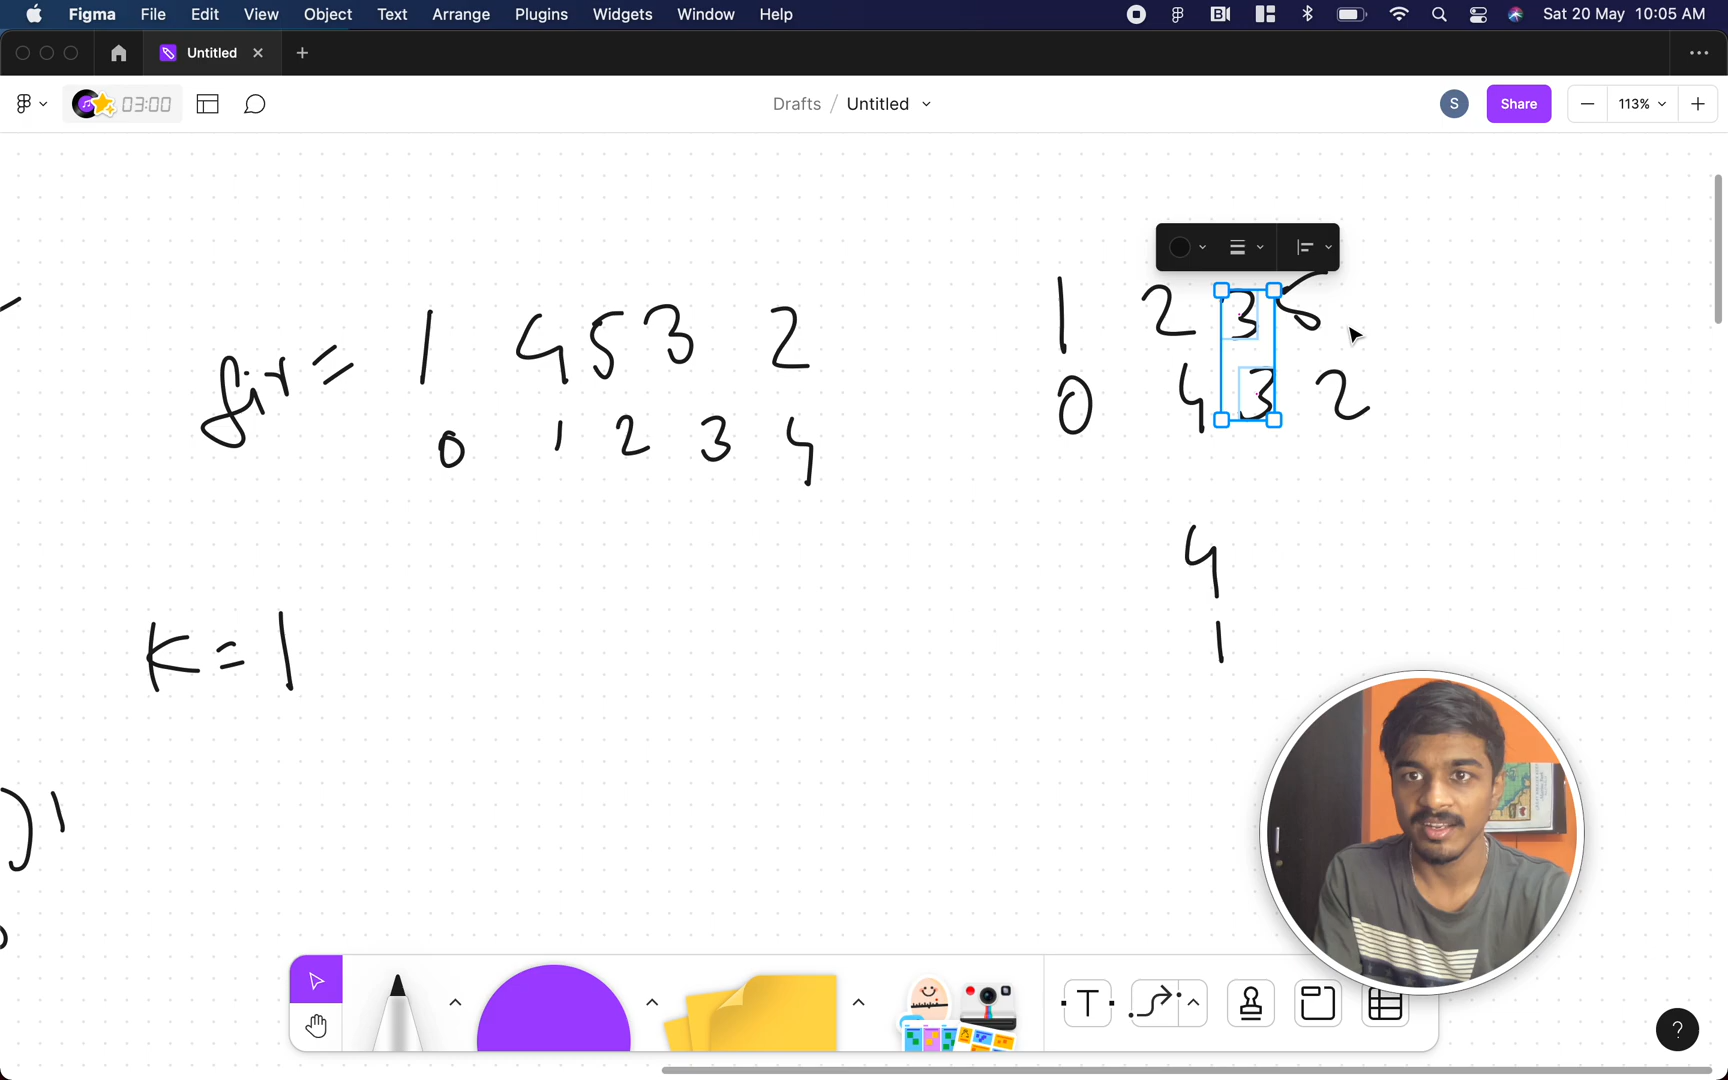 Figma File Edit View Object Text Arrange Plugins Widgets Window Help Sat 20 May 10:05 AM
Untitled
03:00 Drafts / Untitled S Share 113%
1 4 5 3 2
0 1 2 3 4
1 2 3 5
0 4 3 2
4
1
K = 1
T
?